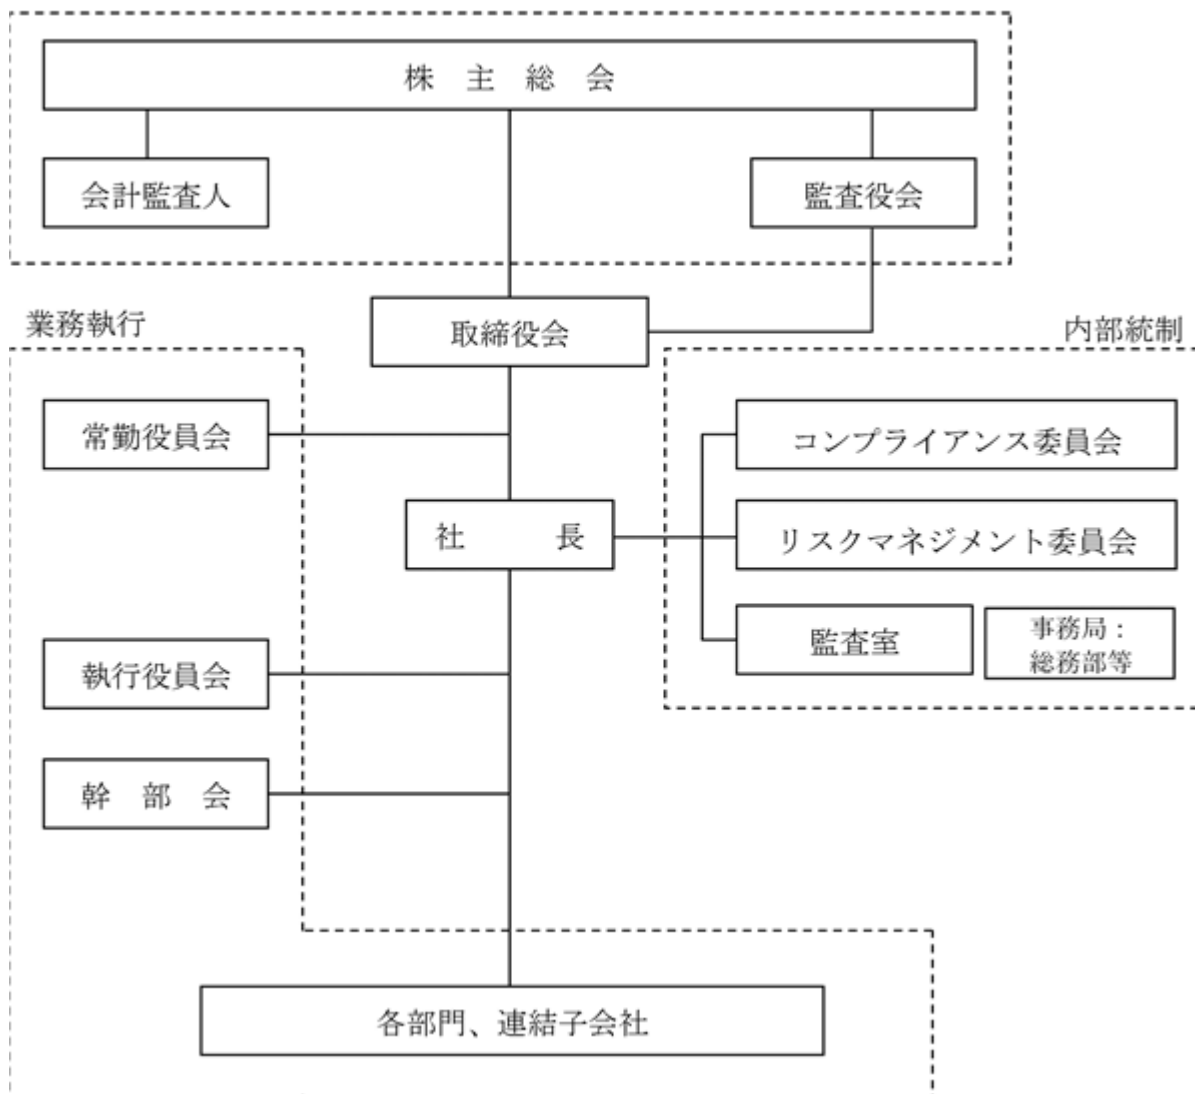 株 主 総 会
会計監査人
監査役会
取締役会
業務執行
内部統制
常勤役員会
コンプライアンス委員会
社 長
リスクマネジメント委員会
監査室
事務局：
総務部等
執行役員会
幹 部 会
各部門、連結子会社